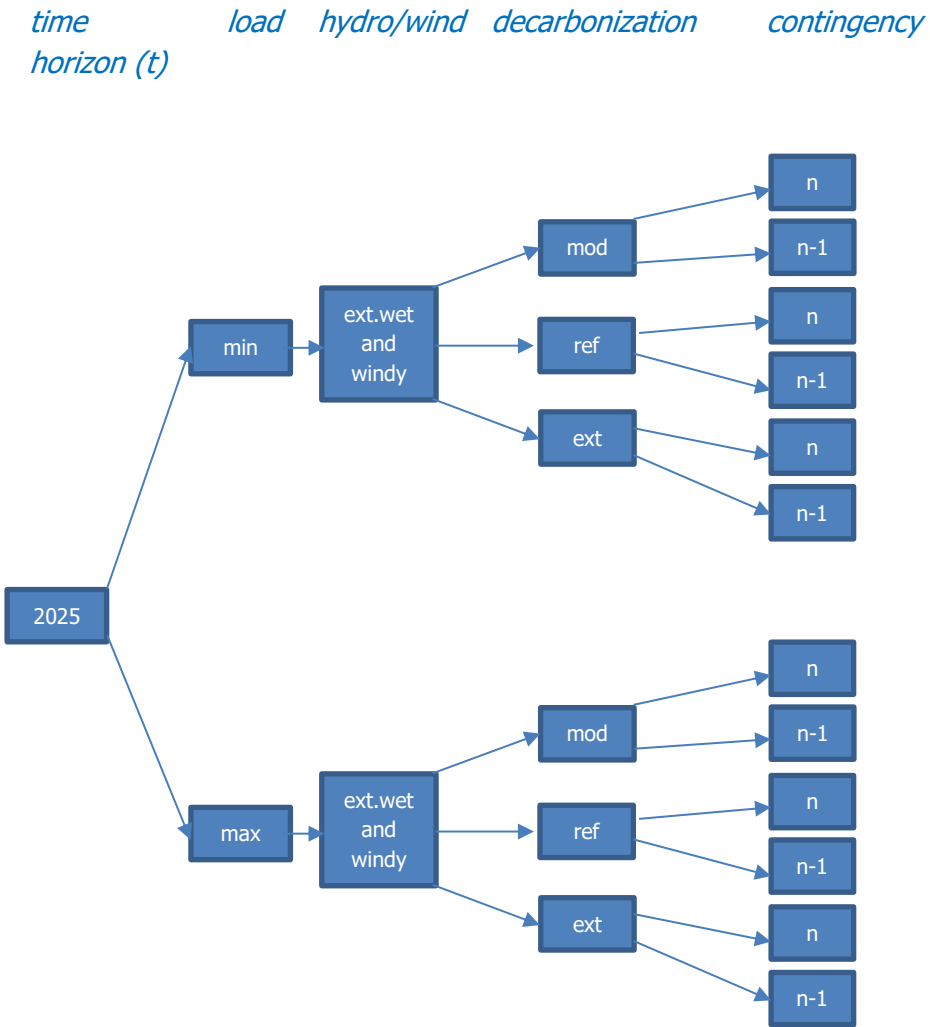 time load hydro/wind decarbonization contingency
horizon (t)
n
mod
n-1
ext.wet
and
windy
n
min
ref
n-1
ext
n
n-1
2025
n
mod
n-1
ext.wet
and
windy
n
max
ref
n-1
ext
n
n-1